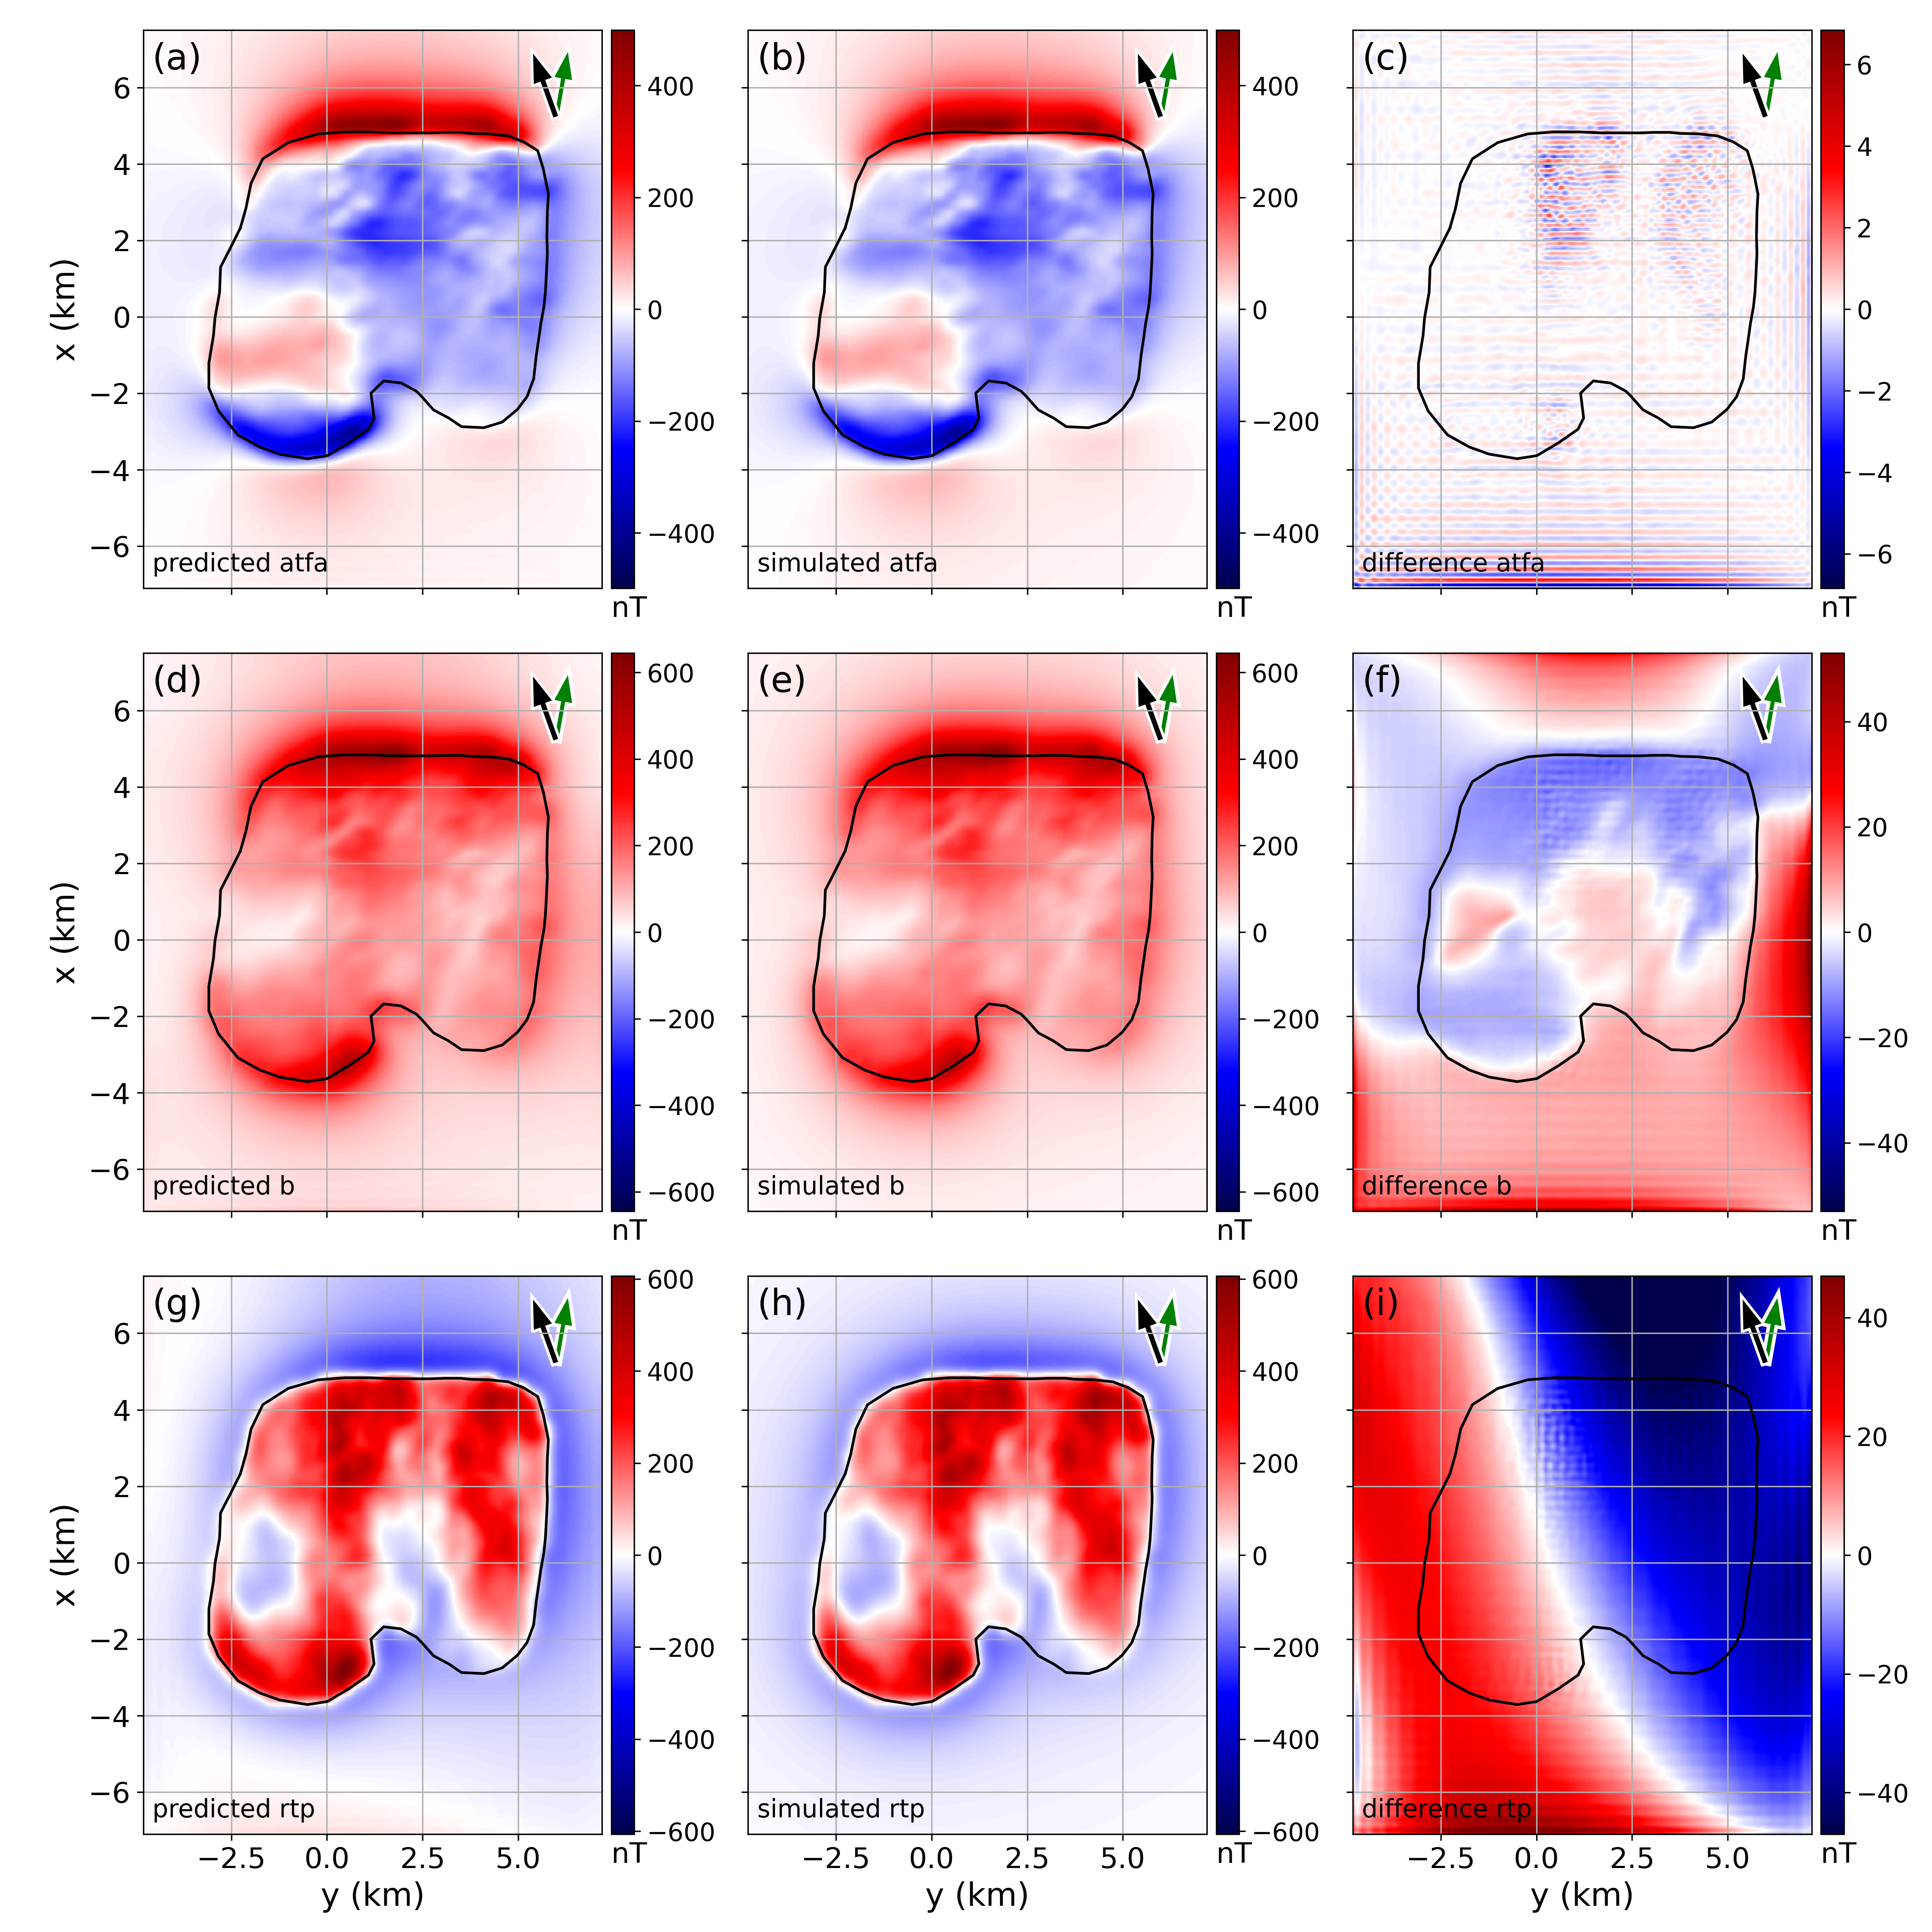 (a)
6
4
2
0
−2
−4
−6
x (km)
predicted atfa
400
200
0
−200
−400
nT
(b)
simulated atfa
400
200
0
−200
−400
nT
(c)
difference atfa
6
4
2
0
−2
−4
−6
nT
(d)
6
4
2
0
−2
−4
−6
x (km)
predicted b
600
400
200
0
−200
−400
−600
nT
(e)
simulated b
600
400
200
0
−200
−400
−600
nT
(f)
difference b
40
20
0
−20
−40
nT
(g)
6
4
2
0
−2
−4
−6
x (km)
predicted rtp
−2.5 0.0 2.5 5.0
y (km)
600
400
200
0
−200
−400
−600
nT
(h)
simulated rtp
−2.5 0.0 2.5 5.0
y (km)
600
400
200
0
−200
−400
−600
nT
(i)
difference rtp
−2.5 0.0 2.5 5.0
y (km)
40
20
0
−20
−40
nT